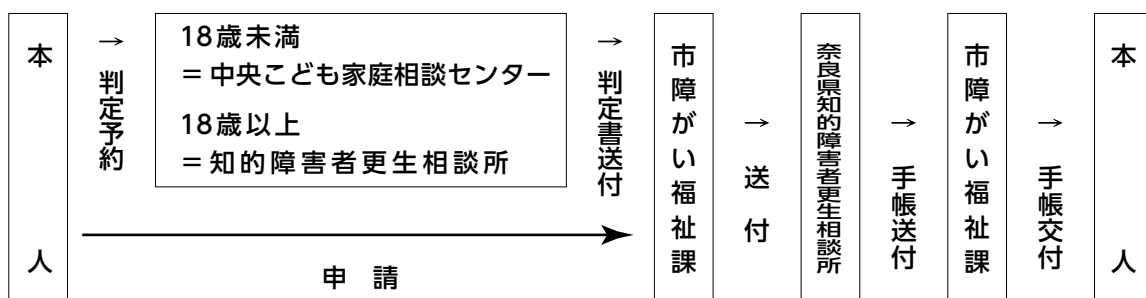 本人
→判定予約
18歳未満
＝中央こども家庭相談センター
18歳以上
＝知的障害者更生相談所
→判定書送付
申請
市障がい福祉課
→送付
奈良県知的障害者更生相談所
→手帳送付
市障がい福祉課
→手帳交付
本人